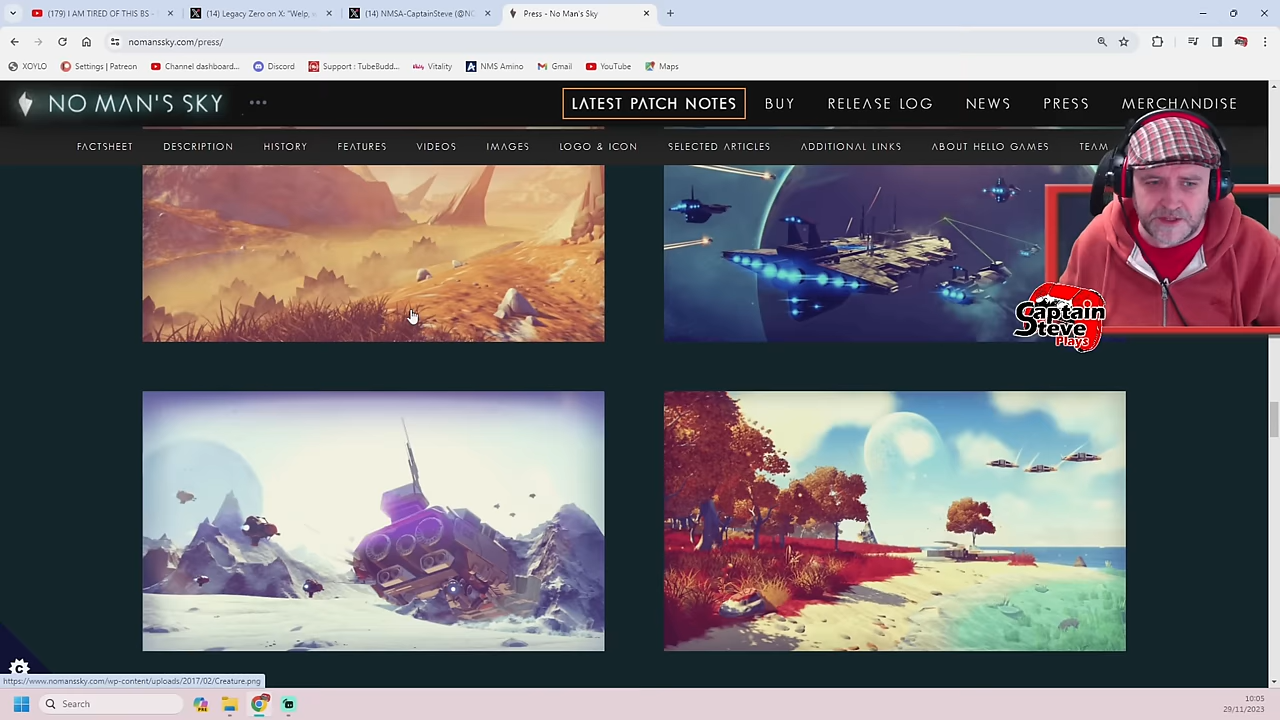 (179) I AM TIRED OF THIS BS -
(14) Legacy Zero on X: "Welp, v
(14) NMSA-CaptainSteve (@NC
Press - No Man's Sky
nomanssky.com/press/
XOYLO
Settings | Patreon
Channel dashboard...
Discord
Support : TubeBudd...
Vitality
NMS Amino
Gmail
YouTube
Maps
NO MAN'S SKY
LATEST PATCH NOTES
BUY
RELEASE LOG
NEWS
PRESS
MERCHANDISE
FACTSHEET
DESCRIPTION
HISTORY
FEATURES
VIDEOS
IMAGES
LOGO & ICON
SELECTED ARTICLES
ADDITIONAL LINKS
ABOUT HELLO GAMES
TEAM
Captain
Steve
Plays
https://www.nomanssky.com/wp-content/uploads/2017/02/Creature.png
Search
10:05
29/11/2023